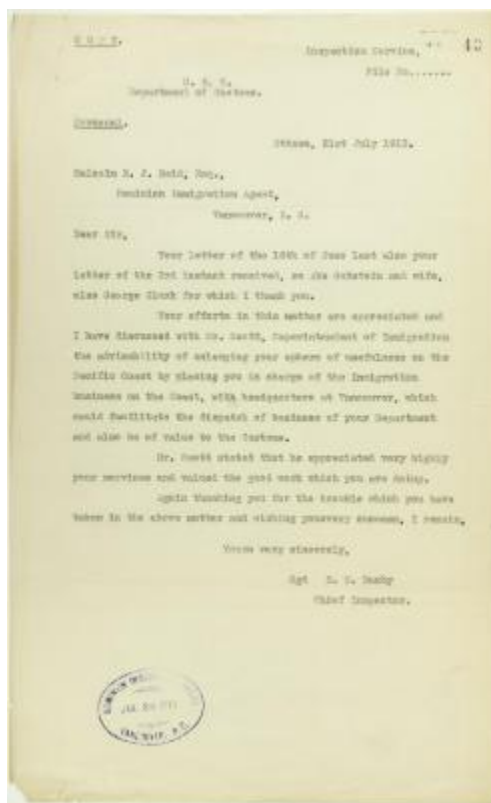 COPY.
40
Inspection Service,
File No.......
Department of Customs.
Personal.
Ottawa, 21st July 1913.
Malcolm R. J. Reid, Esq.,
Dominion Immigration Agent,
Vancouver, B. C.
Dear Sir,
Your letter of the 18th of June last also your
letter of the 3rd instant received, re Abe and wife,
also George for which I thank you.
Your efforts in this matter are appreciated and
I have discussed with Mr. Scott, Superintendent of Immigration
the advisability of enlarging your sphere of usefulness on the
Pacific Coast by placing you in charge of the Immigration
business on the Coast, with headquarters at Vancouver, which
would facilitate the dispatch of business of your Department
and also be of value to the Customs.
Mr. Scott stated that he appreciated very highly
your services and valued the good work which you are doing.
Again thanking you for the trouble which you have
taken in the above matter and wishing you every success, I remain,
Yours very sincerely,
Sgt
Chief Inspector.
DOMINION
VANCOUVER, B.C.